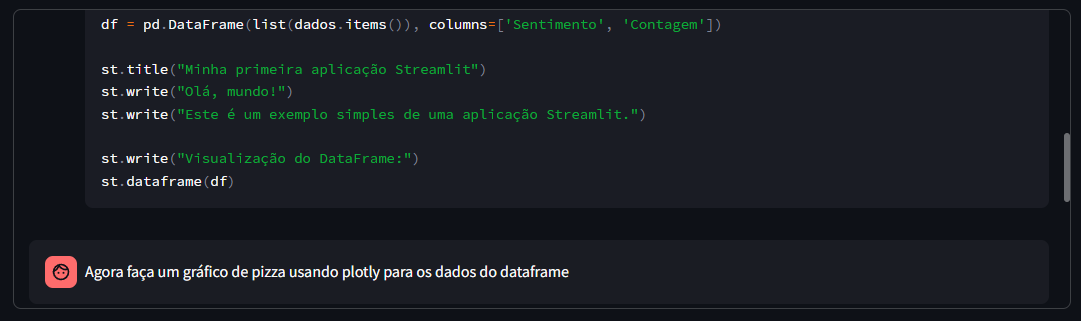 df = pd.DataFrame(list(dados.items()), columns=['Sentimento', 'Contagem'])
st.title("Minha primeira aplicação Streamlit")
st.write("Olá, mundo!")
st.write("Este é um exemplo simples de uma aplicação Streamlit.")
st.write("Visualização do DataFrame:")
st.dataframe(df)
Agora faça um gráfico de pizza usando plotly para os dados do dataframe